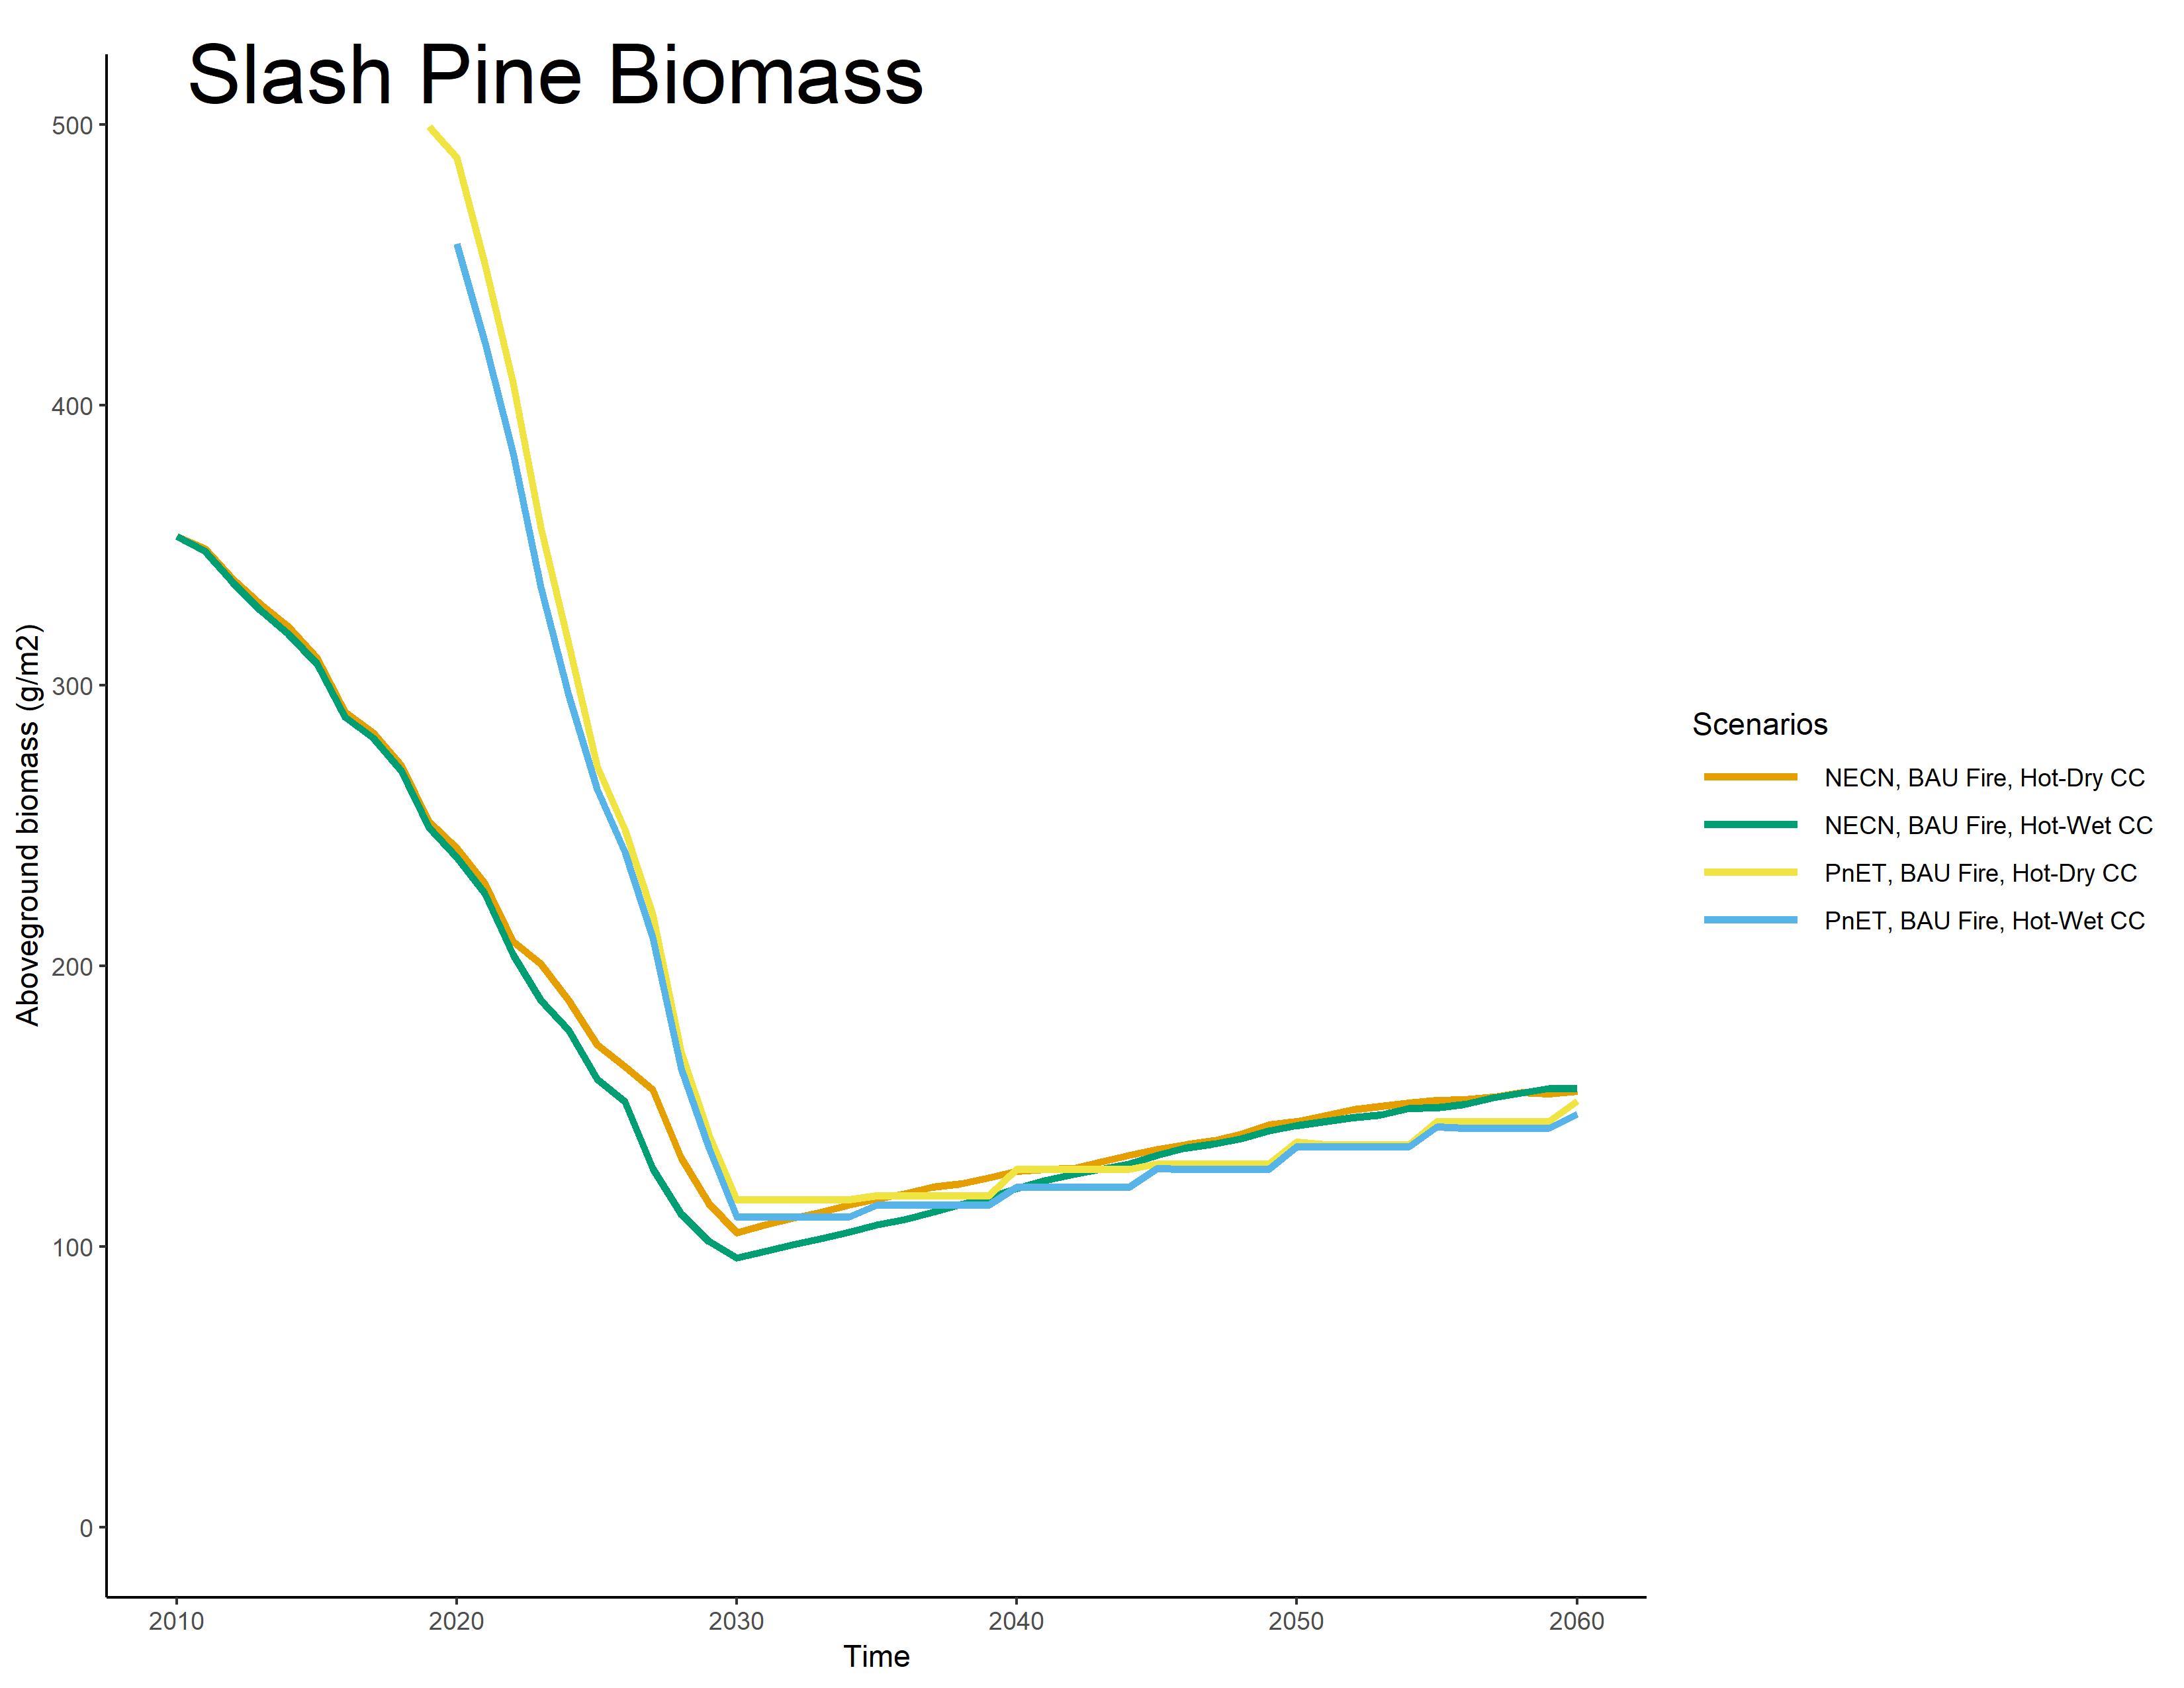 Slash Pine Biomass
500
400
300
200
100
0
Aboveground biomass (g/m2)
2010 2020 2030 2040 2050 2060
Time
Scenarios
NECN, BAU Fire, Hot-Dry CC
NECN, BAU Fire, Hot-Wet CC
PnET, BAU Fire, Hot-Dry CC
PnET, BAU Fire, Hot-Wet CC